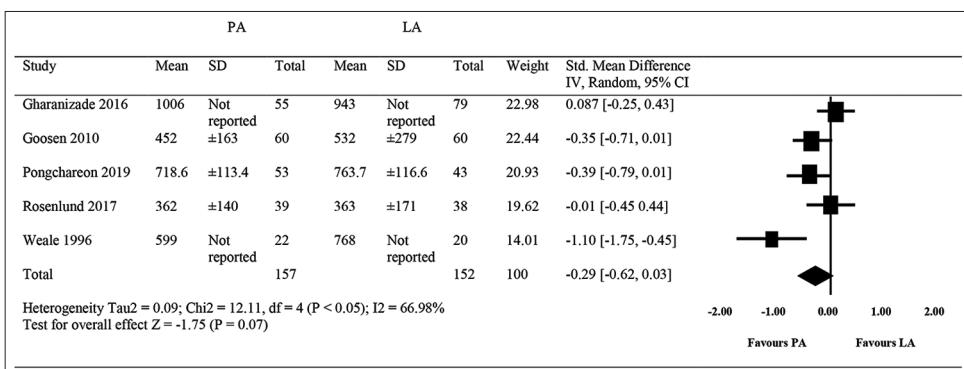 PA LA
Study Mean SD Total Mean SD Total Weight Std. Mean Difference
IV, Random, 95% CI
Gharanizade 2016 1006 Not reported 55 943 Not reported 79 22.98 0.087 [-0.25, 0.43]
Goosen 2010 452 ±163 60 532 ±279 60 22.44 -0.35 [-0.71, 0.01]
Pongchareon 2019 718.6 ±113.4 53 763.7 ±116.6 43 20.93 -0.39 [-0.79, 0.01]
Rosenlund 2017 362 ±140 39 363 ±171 38 19.62 -0.01 [-0.45 0.44]
Weale 1996 599 Not reported 22 768 Not reported 20 14.01 -1.10 [-1.75, -0.45]
Total 157 152 100 -0.29 [-0.62, 0.03]
Heterogeneity Tau2 = 0.09; Chi2 = 12.11, df = 4 (P < 0.05); I2 = 66.98%
Test for overall effect Z = -1.75 (P = 0.07)
-2.00 -1.00 0.00 1.00 2.00
Favours PA Favours LA